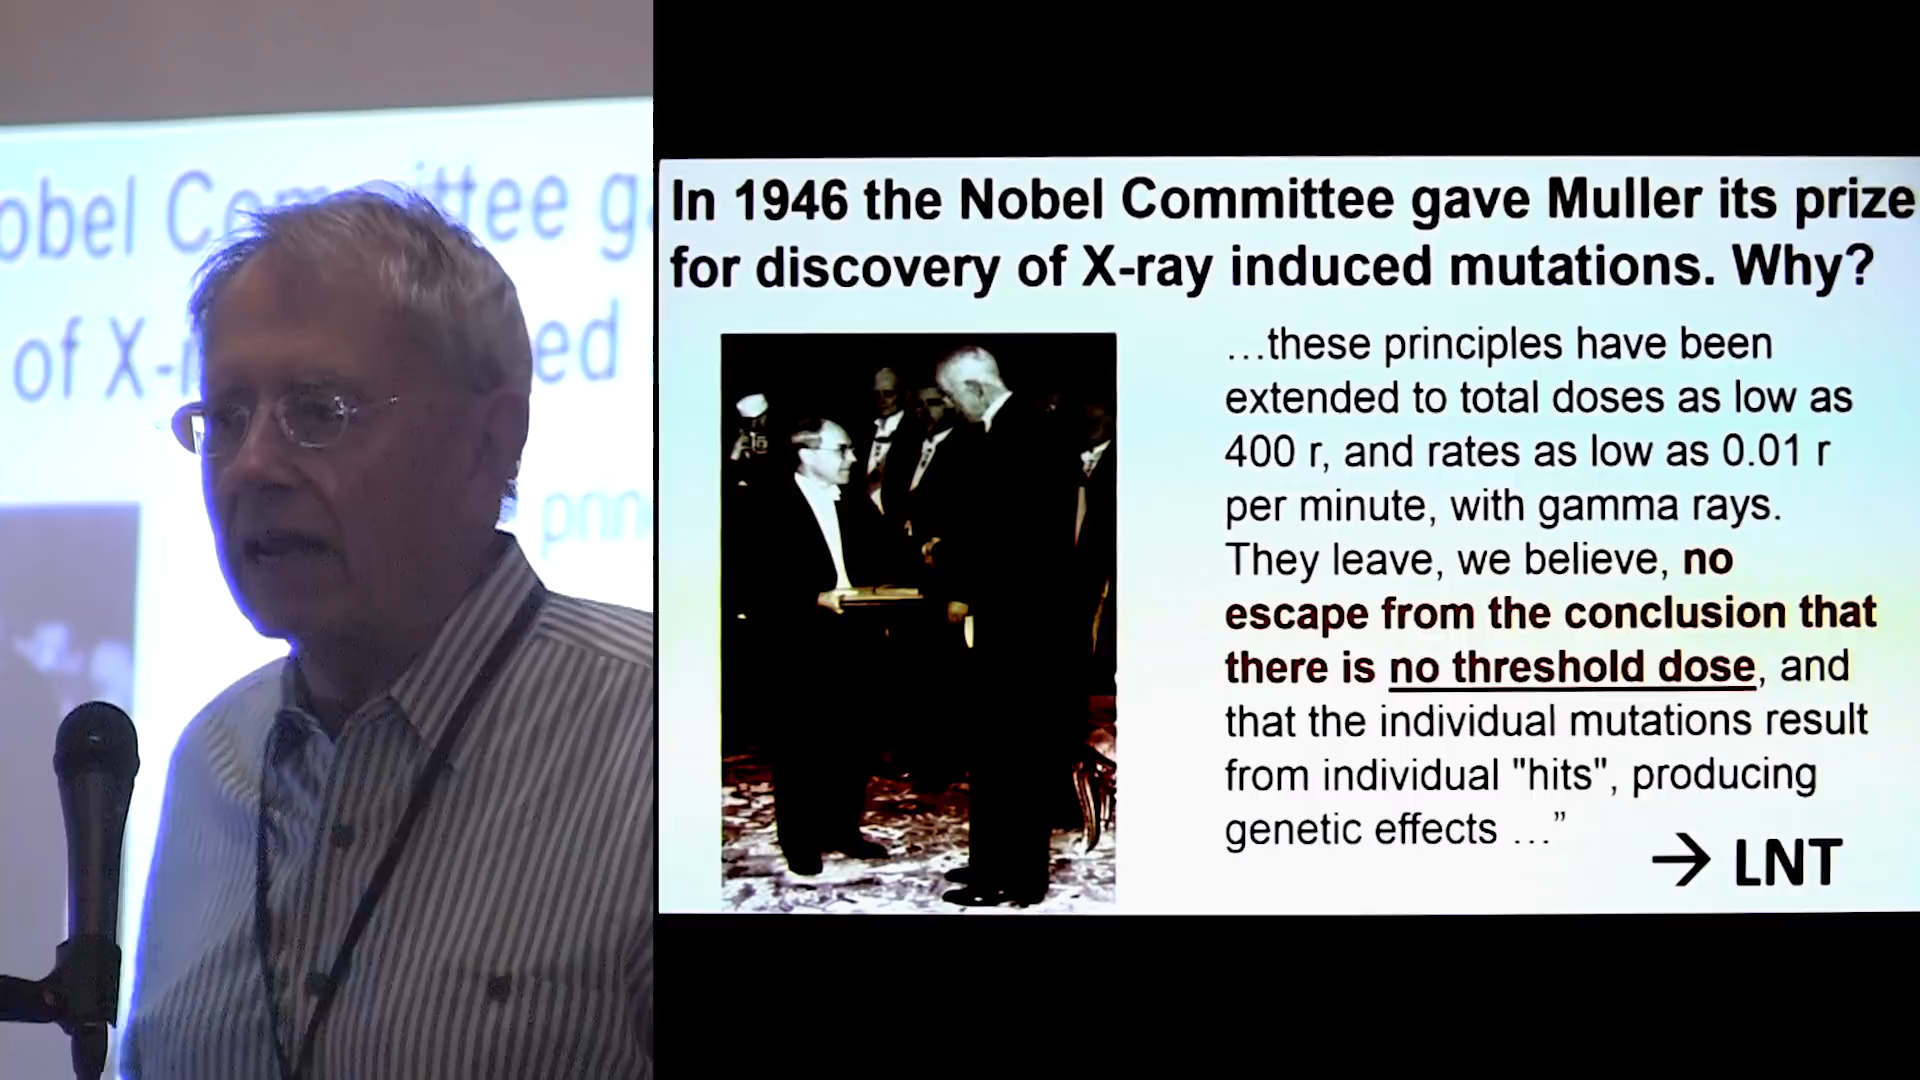 obel Committee ga
of X-r ed
prin
In 1946 the Nobel Committee gave Muller its prize
for discovery of X-ray induced mutations. Why?
…these principles have been
extended to total doses as low as
400 r, and rates as low as 0.01 r
per minute, with gamma rays.
They leave, we believe, no
escape from the conclusion that
there is no threshold dose, and
that the individual mutations result
from individual "hits", producing
genetic effects …”
→ LNT